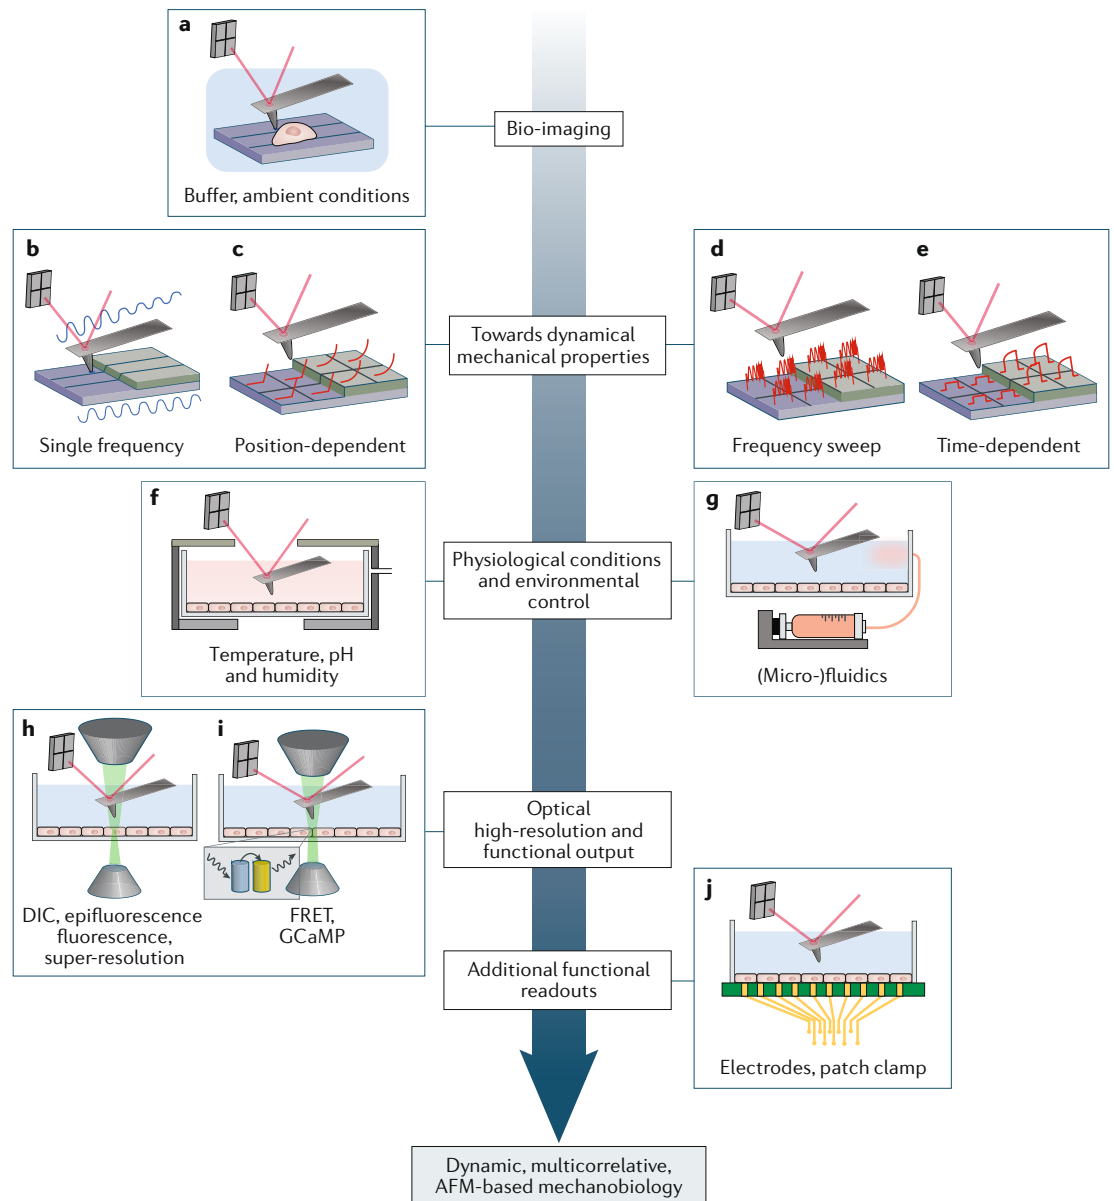 a
Buffer, ambient conditions
Bio-imaging
b
c
Single frequency
Position-dependent
Towards dynamical
mechanical properties
d
e
Frequency sweep
Time-dependent
f
Temperature, pH
and humidity
Physiological conditions
and environmental
control
g
(Micro-)fluidics
h
i
DIC, epifluorescence
fluorescence,
super-resolution
FRET,
GCaMP
Optical
high-resolution and
functional output
Additional functional
readouts
j
Electrodes, patch clamp
Dynamic, multicorrelative,
AFM-based mechanobiology